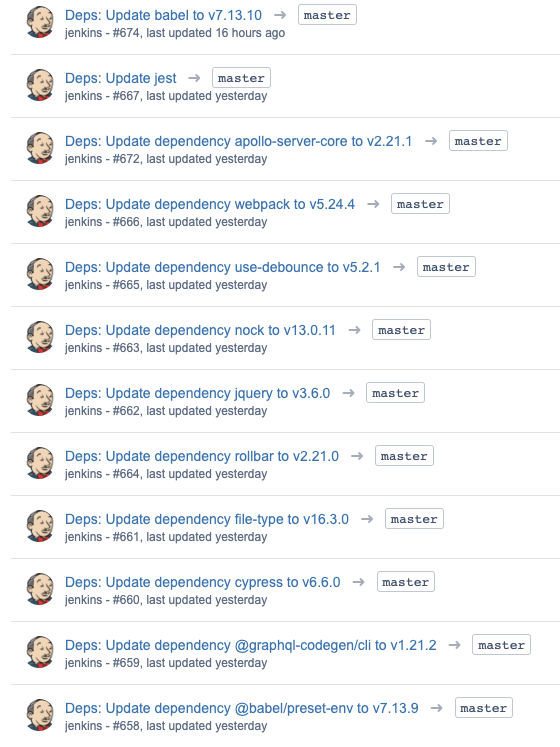 Deps: Update babel to v7.13.10 → master
jenkins - #674, last updated 16 hours ago
Deps: Update jest → master
jenkins - #667, last updated yesterday
Deps: Update dependency apollo-server-core to v2.21.1 → master
jenkins - #672, last updated yesterday
Deps: Update dependency webpack to v5.24.4 → master
jenkins - #666, last updated yesterday
Deps: Update dependency use-debounce to v5.2.1 → master
jenkins - #665, last updated yesterday
Deps: Update dependency nock to v13.0.11 → master
jenkins - #663, last updated yesterday
Deps: Update dependency jquery to v3.6.0 → master
jenkins - #662, last updated yesterday
Deps: Update dependency rollbar to v2.21.0 → master
jenkins - #664, last updated yesterday
Deps: Update dependency file-type to v16.3.0 → master
jenkins - #661, last updated yesterday
Deps: Update dependency cypress to v6.6.0 → master
jenkins - #660, last updated yesterday
Deps: Update dependency @graphql-codegen/cli to v1.21.2 → master
jenkins - #659, last updated yesterday
Deps: Update dependency @babel/preset-env to v7.13.9 → master
jenkins - #658, last updated yesterday